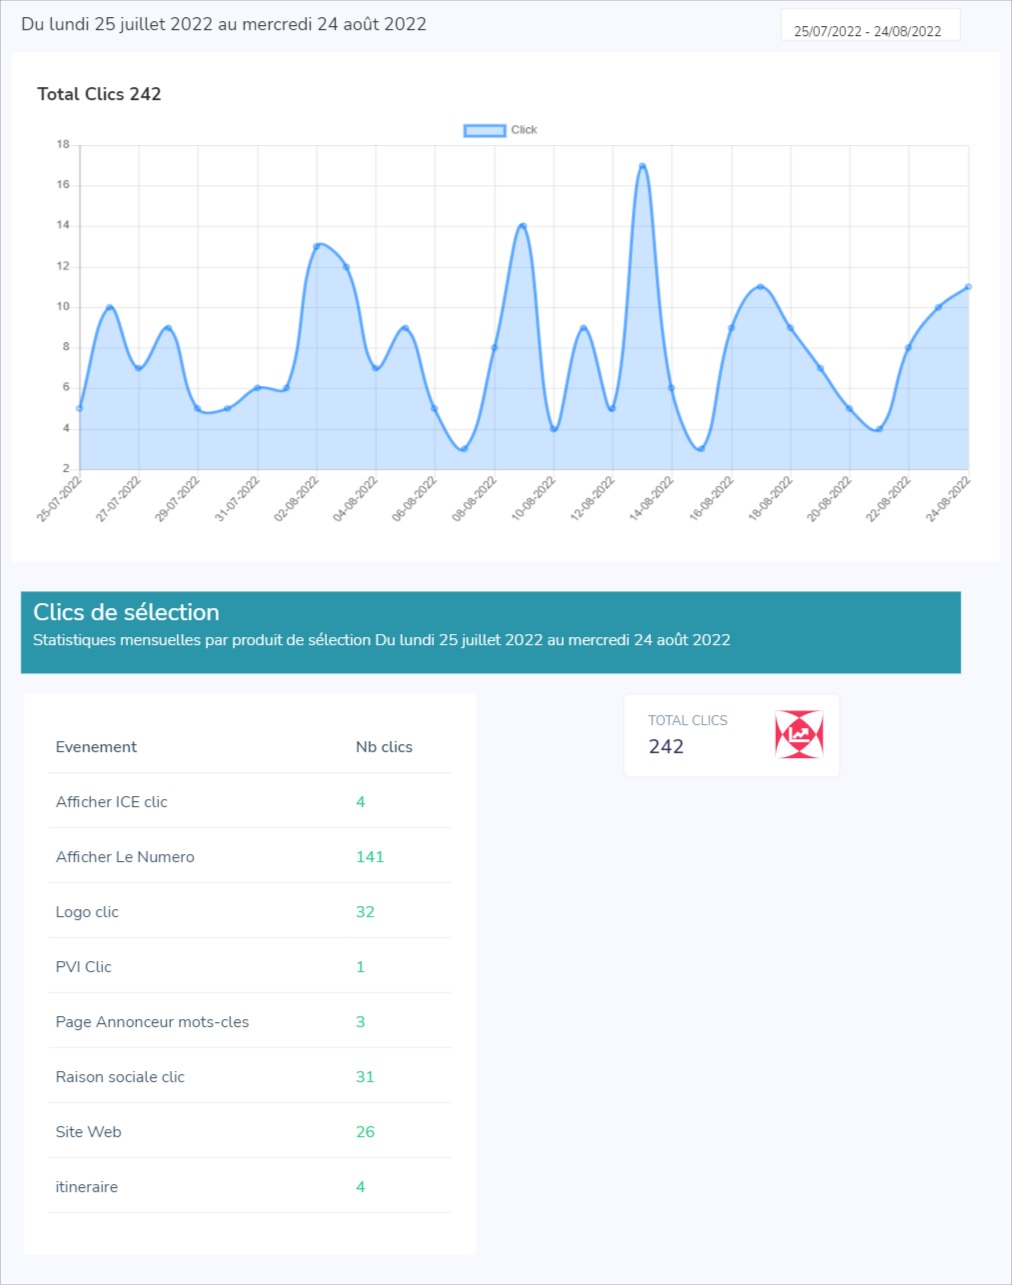 Du lundi 25 juillet 2022 au mercredi 24 août 2022
25/07/2022 - 24/08/2022
Total Clics 242
Click
18
16
14
12
10
8
6
4
2
25-07-2022
27-07-2022
29-07-2022
31-07-2022
02-08-2022
04-08-2022
06-08-2022
08-08-2022
10-08-2022
12-08-2022
14-08-2022
16-08-2022
18-08-2022
20-08-2022
22-08-2022
24-08-2022
Clics de sélection
Statistiques mensuelles par produit de sélection Du lundi 25 juillet 2022 au mercredi 24 août 2022
TOTAL CLICS
242
Evenement Nb clics
Afficher ICE clic 4
Afficher Le Numero 141
Logo clic 32
PVI Clic 1
Page Annonceur mots-cles 3
Raison sociale clic 31
Site Web 26
itineraire 4